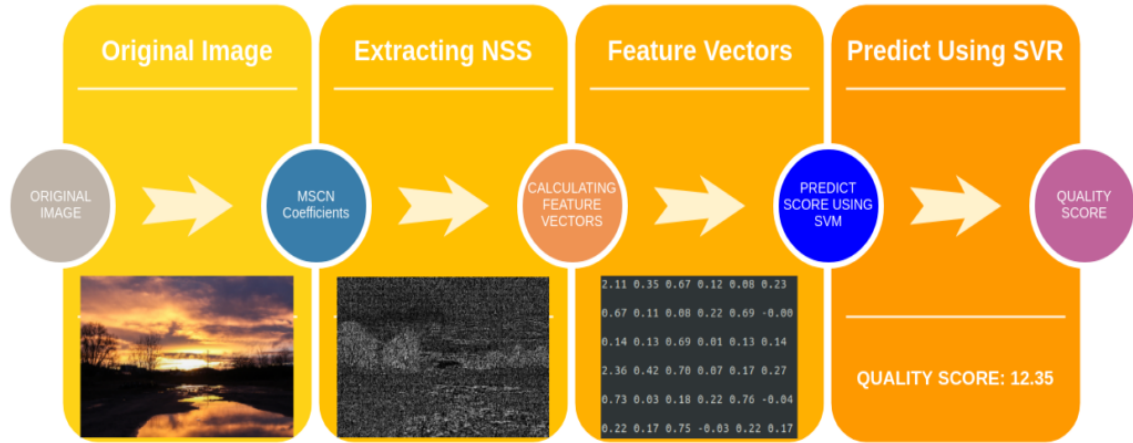 Original Image
Extracting NSS
Feature Vectors
Predict Using SVR
ORIGINAL
IMAGE
MSCN
Coefficients
CALCULATING
FEATURE
VECTORS
PREDICT
SCORE USING
SVM
QUALITY
SCORE
2.11 0.35 0.67 0.12 0.08 0.23
0.67 0.11 0.08 0.22 0.69 -0.00
0.14 0.13 0.69 0.01 0.13 0.14
2.36 0.42 0.70 0.07 0.17 0.27
0.73 0.03 0.18 0.22 0.76 -0.04
0.22 0.17 0.75 -0.03 0.22 0.17
QUALITY SCORE: 12.35